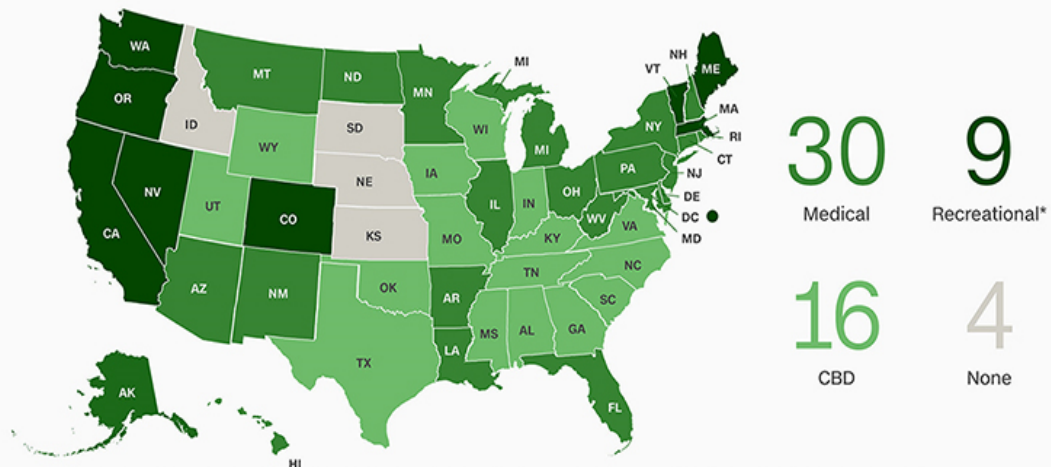 WA
OR
CA
NV
ID
MT
WY
UT
CO
AZ
NM
ND
SD
NE
KS
OK
TX
MN
IA
MO
AR
LA
WI
IL
MI
MI
IN
OH
KY
TN
MS
AL
GA
FL
SC
NC
VA
WV
PA
NY
VT
NH
ME
MA
RI
CT
NJ
DE
DC
MD
AK
HI
30
Medical
9
Recreational*
16
CBD
4
None